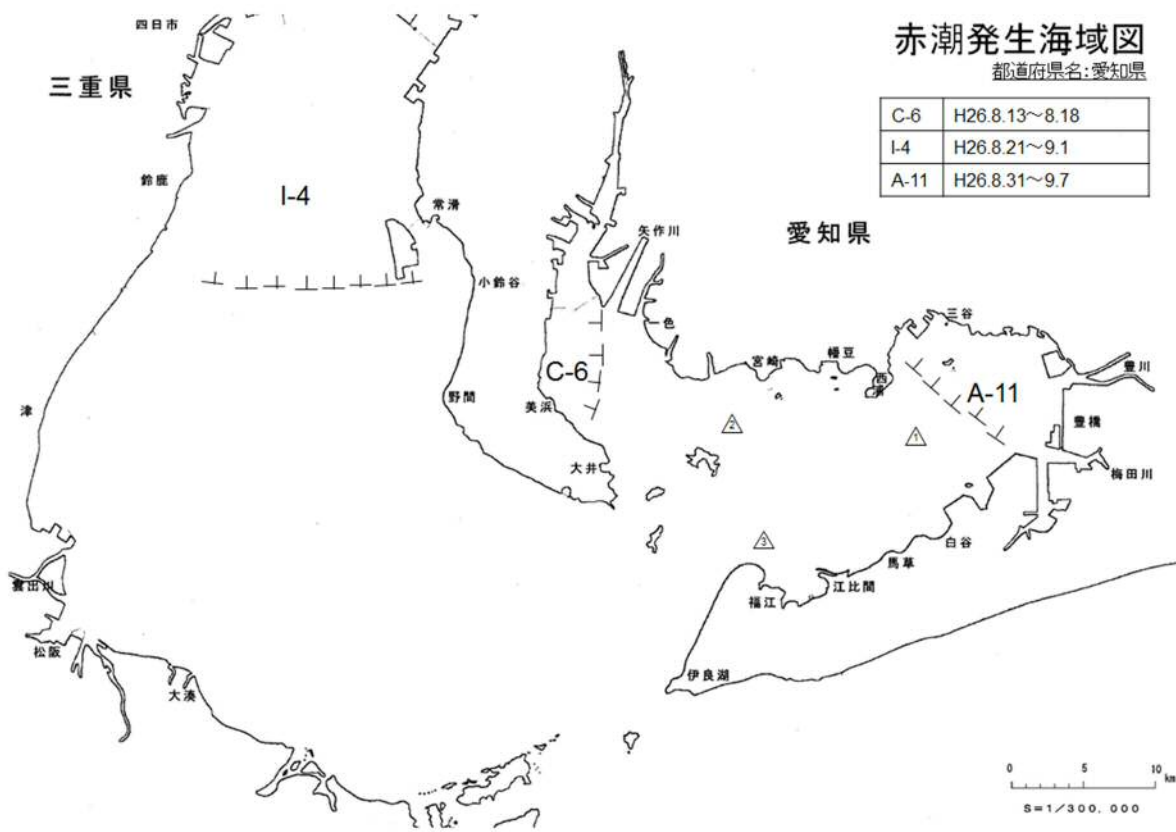 赤潮発生海域図
都道府県名:愛知県
C-6 H26.8.13～8.18
I-4 H26.8.21～9.1
A-11 H26.8.31～9.7
四日市
三重県
鈴鹿
I-4
常滑
矢作川
愛知県
小鈴谷
一色
三谷
宮崎
幡豆
西浦
豊川
C-6
A-11
津
野間
美浜
豊橋
2
1
大井
梅田川
3
白谷
馬草
江比間
福江
雲出川
松阪
伊良湖
大湊
0 5 10
km
S=1/300,000